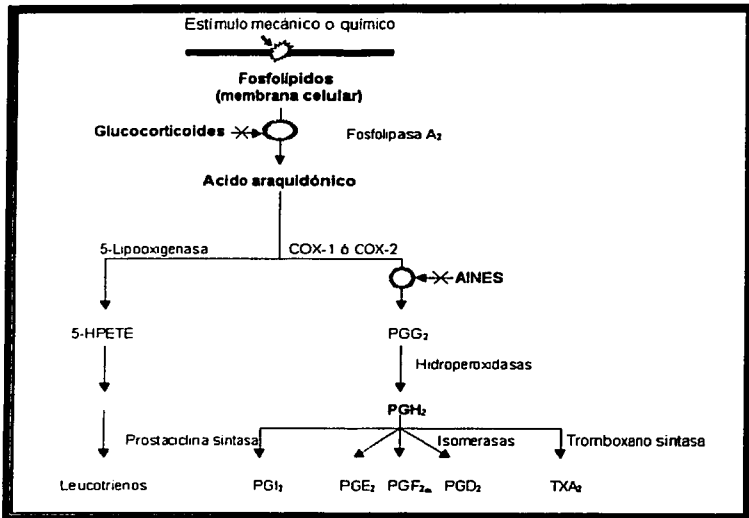 Estímulo mecánico o químico
Fosfolípidos
(membrana celular)
Glucocorticoides
Fosfolipasa A₂
Acido araquidónico
5-Lipooxigenasa
COX-1 ó COX-2
AINES
5-HPETE
PGG₂
Hidroperoxidasas
PGH₂
Prostaciclina sintasa
Isomerasas
Tromboxano sintasa
Leucotrienos
PGI₂
PGE₂
PGF₂α
PGD₂
TXA₂